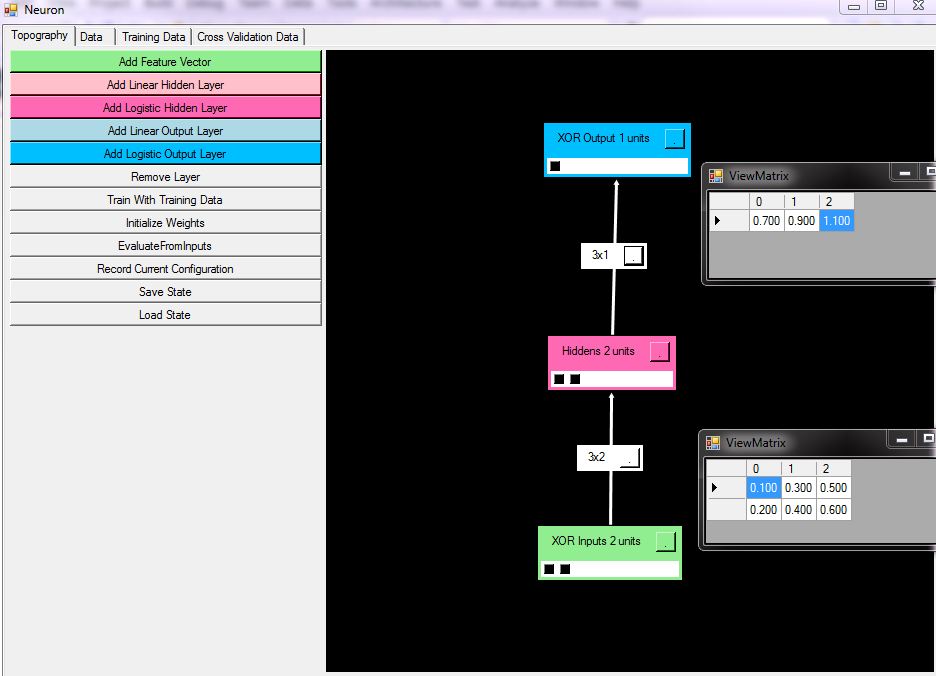 Neuron
Topography Data Training Data Cross Validation Data
Add Feature Vector
Add Linear Hidden Layer
Add Logistic Hidden Layer
Add Linear Output Layer
Add Logistic Output Layer
Remove Layer
Train With Training Data
Initialize Weights
EvaluateFromInputs
Record Current Configuration
Save State
Load State
XOR Output 1 units .
3x1 .
Hiddens 2 units .
3x2 .
XOR Inputs 2 units .
ViewMatrix
0 1 2
0.700 0.900 1.100
ViewMatrix
0 1 2
0.100 0.300 0.500
0.200 0.400 0.600